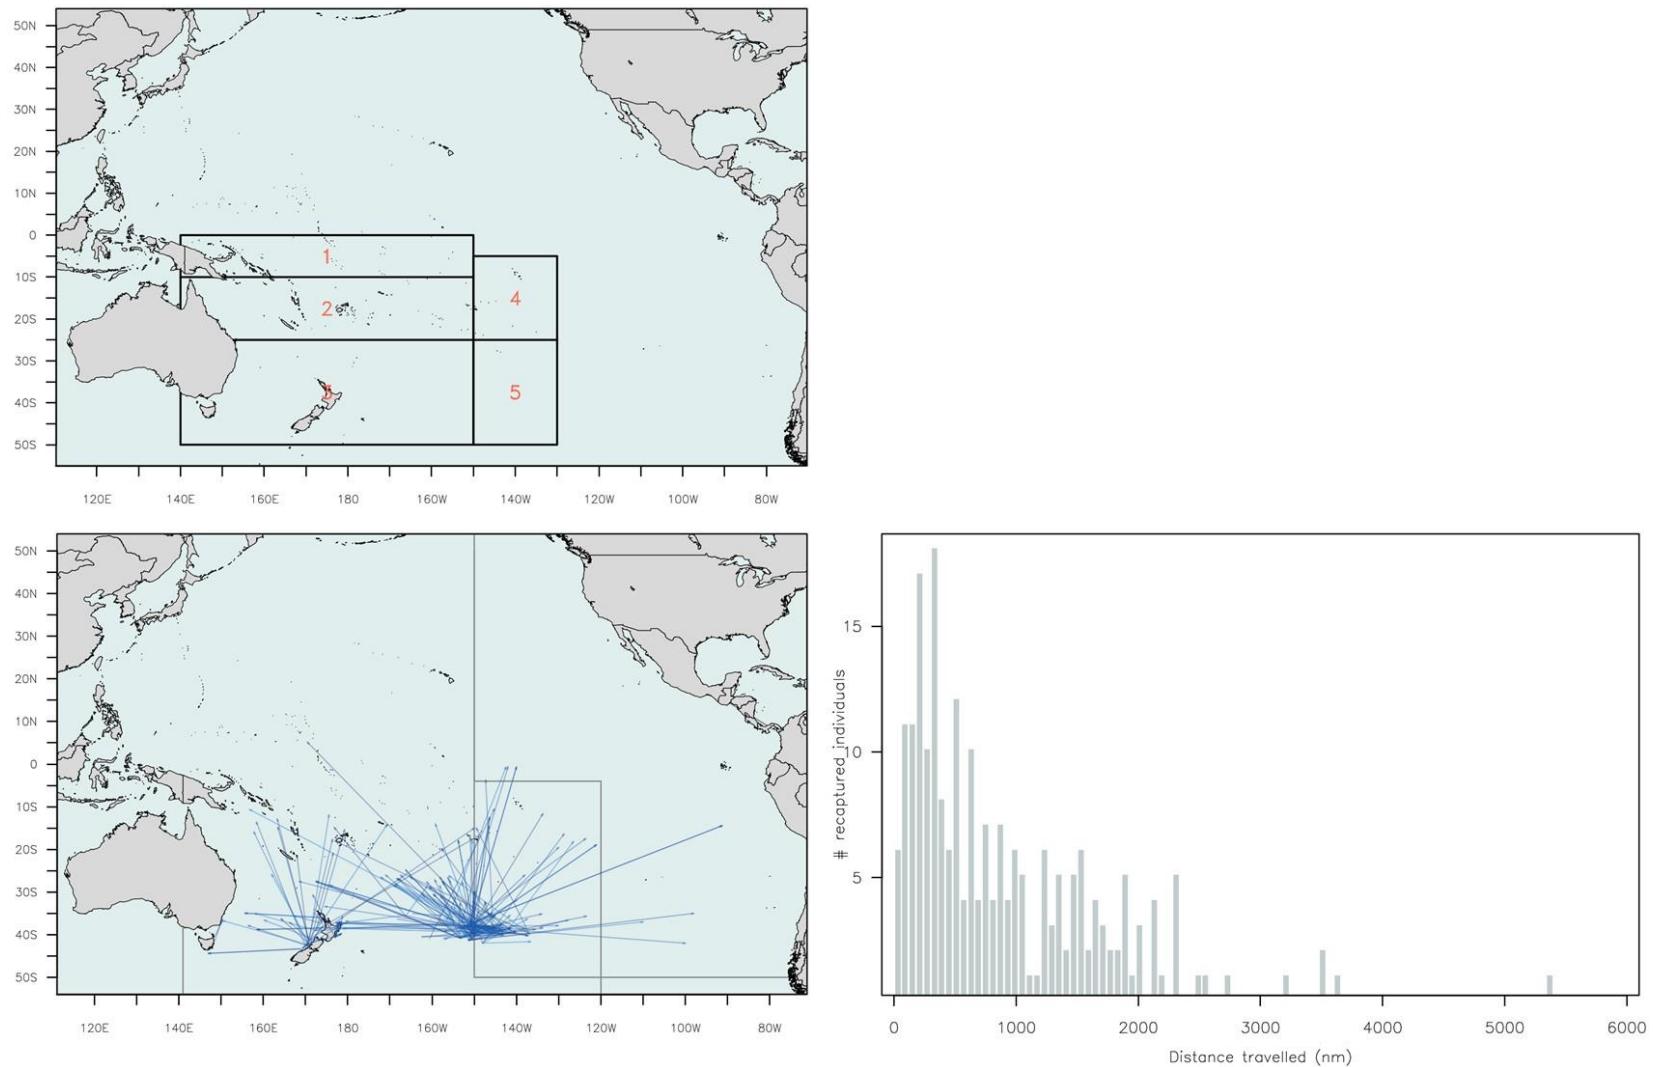 50N
40N
30N
20N
10N
0
10S
20S
30S
40S
50S
1
2
4
3
5
120E 140E 160E 180 160W 140W 120W 100W 80W
50N
40N
30N
20N
10N
0
10S
20S
30S
40S
50S
120E 140E 160E 180 160W 140W 120W 100W 80W
# recaptured individuals
15
10
5
0 1000 2000 3000 4000 5000 6000
Distance travelled (nm)